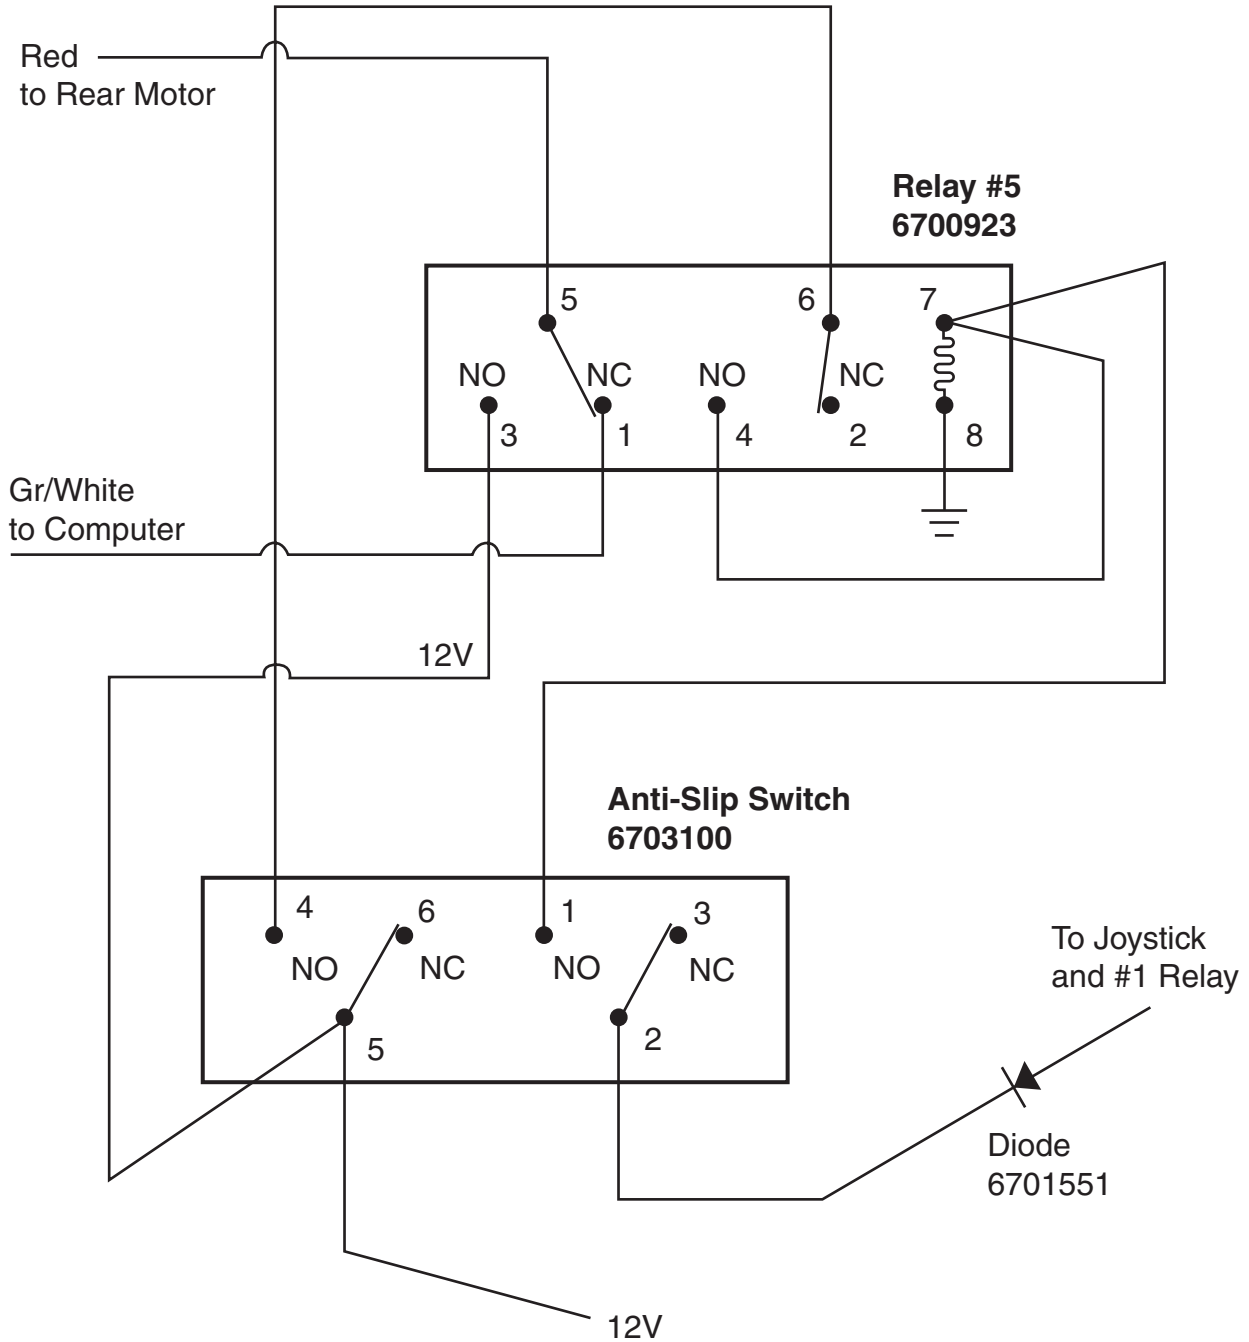 Red
to Rear Motor
Relay #5
6700923
5
6
7
NO
NC
NO
NC
3
1
4
2
8
Gr/White
to Computer
12V
Anti-Slip Switch
6703100
4
6
1
3
NO
NC
NO
NC
5
2
To Joystick
and #1 Relay
Diode
6701551
12V